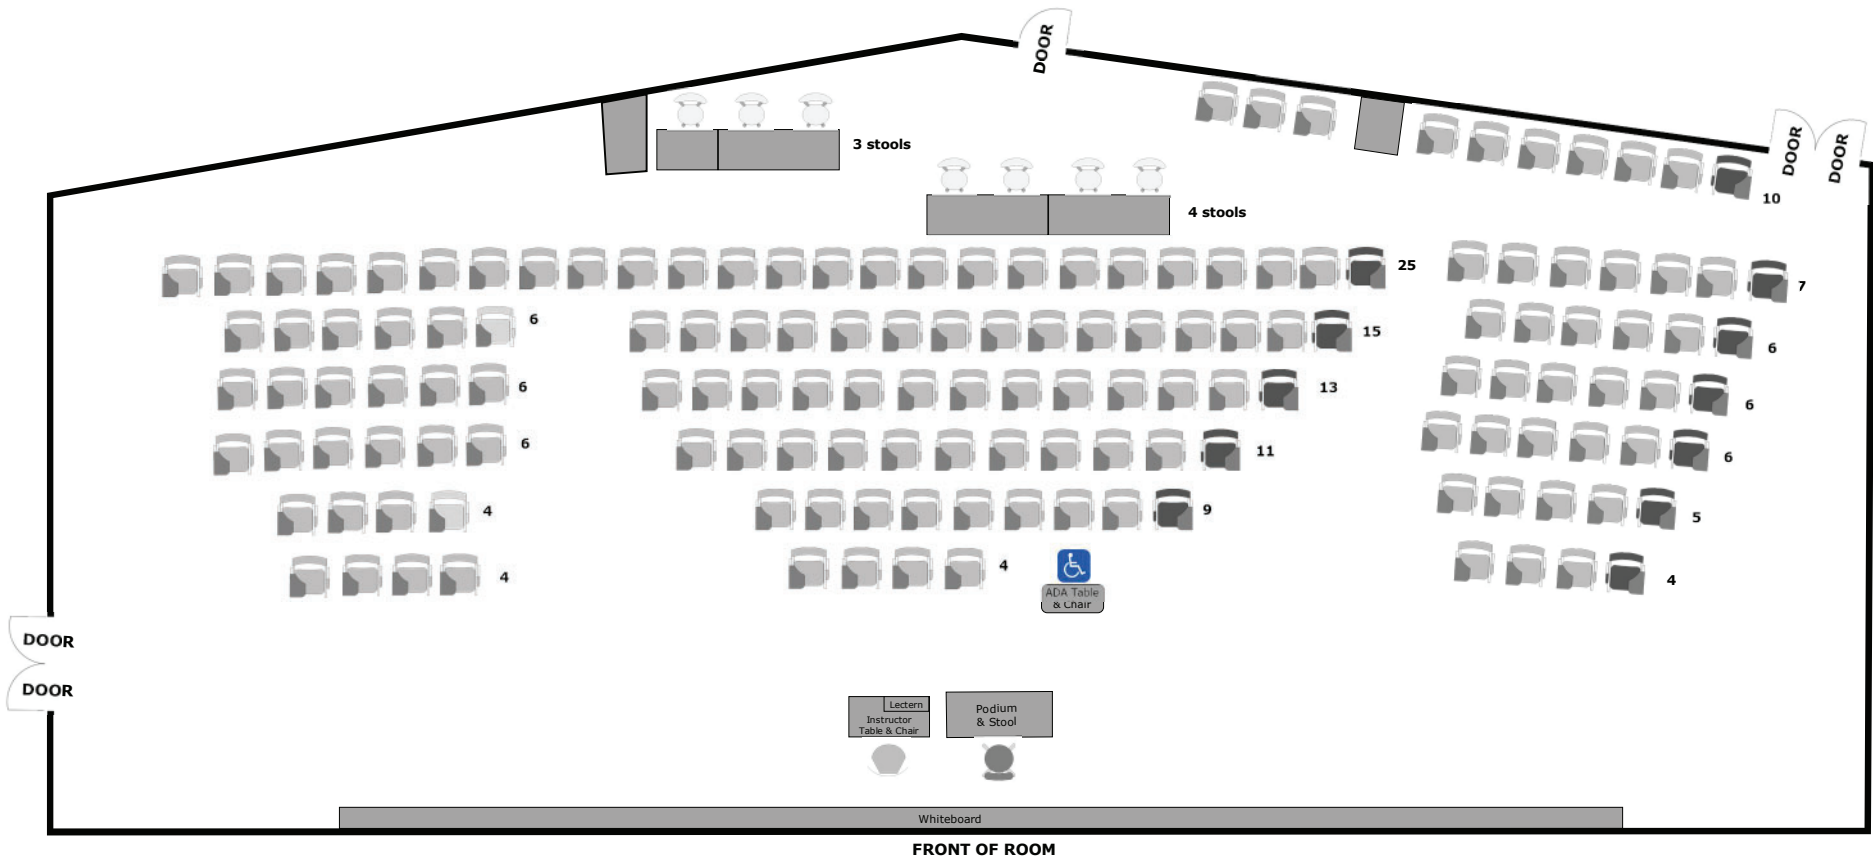 DOOR
DOOR
DOOR
3 stools
10
4 stools
25
7
6
15
6
6
13
6
6
11
6
4
9
5
4
4
ADA Table
& Chair
4
DOOR
DOOR
Lectern
Instructor
Table & Chair
Podium
& Stool
Whiteboard
FRONT OF ROOM